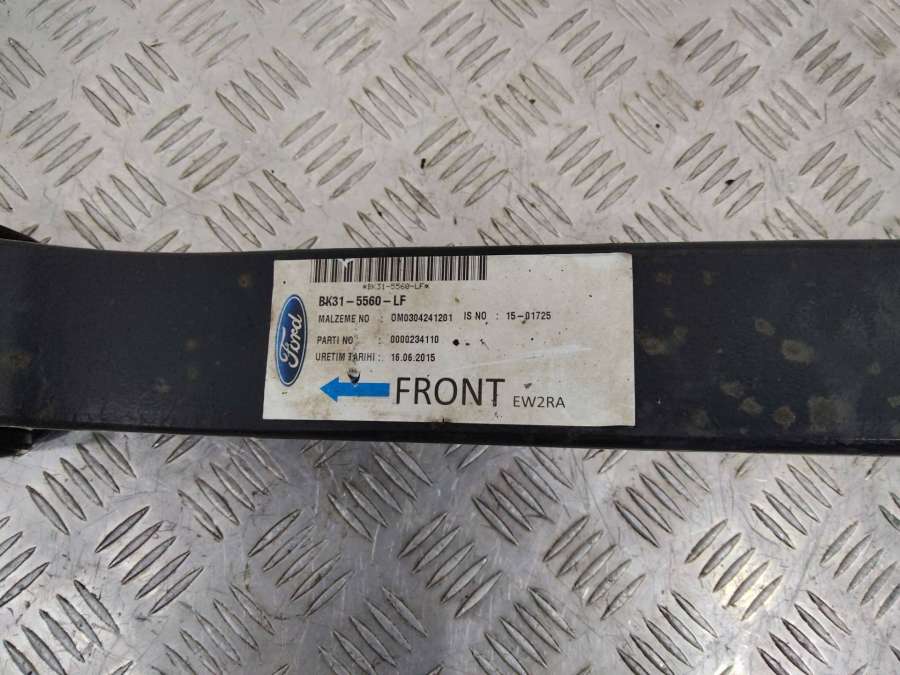 *BK31-5560-LF*
BK31-5560-LF
MALZEME NO : OM0304241201 IS NO : 15-01725
PARTI NO : 0000234110
URETIM TARIHI : 16.06.2015
Ford
FRONT EW2RA